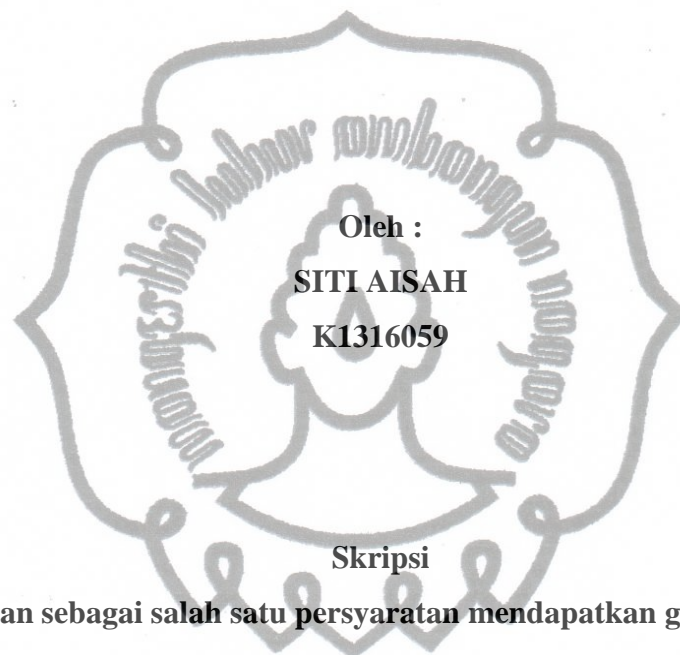 Oleh :
SITI AISAH
K1316059
Skripsi
an sebagai salah satu persyaratan mendapatkan g